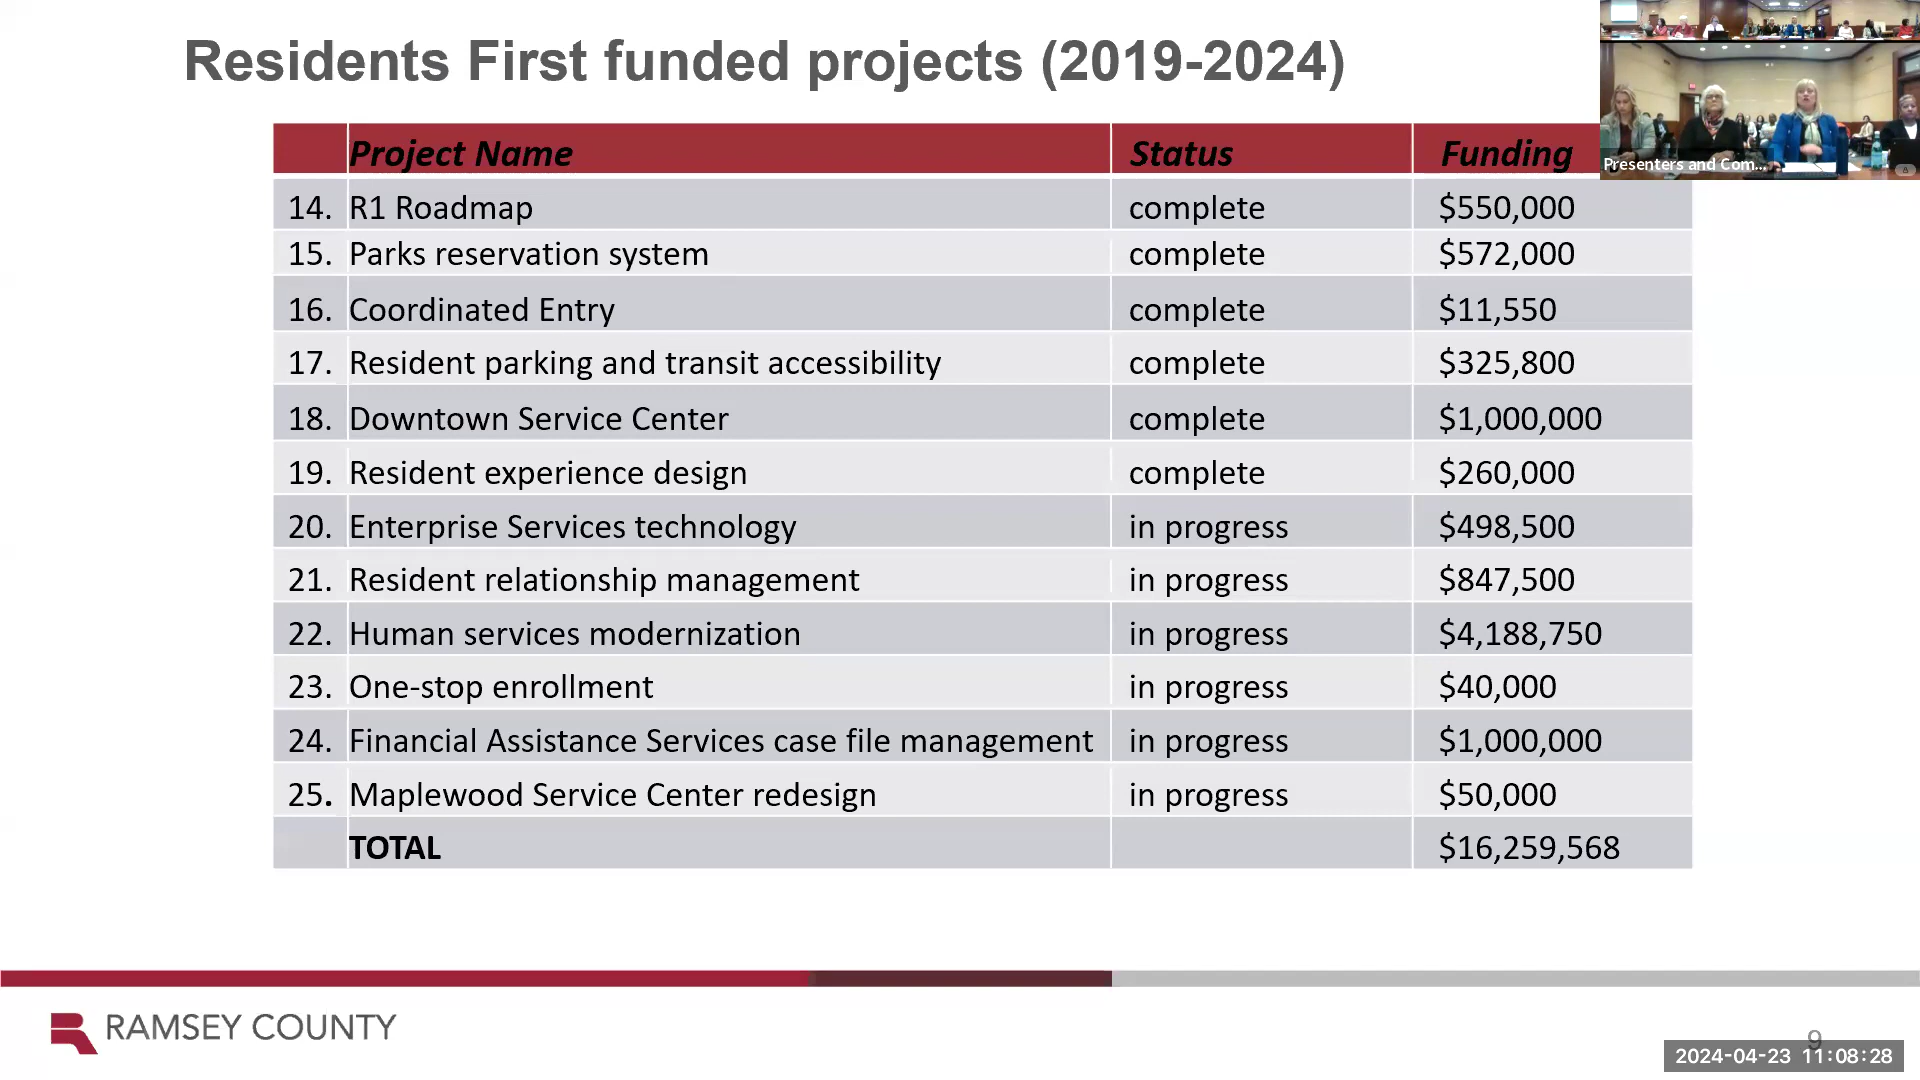 Residents First funded projects (2019-2024)
Project Name Status Funding
14. R1 Roadmap complete $550,000
15. Parks reservation system complete $572,000
16. Coordinated Entry complete $11,550
17. Resident parking and transit accessibility complete $325,800
18. Downtown Service Center complete $1,000,000
19. Resident experience design complete $260,000
20. Enterprise Services technology in progress $498,500
21. Resident relationship management in progress $847,500
22. Human services modernization in progress $4,188,750
23. One-stop enrollment in progress $40,000
24. Financial Assistance Services case file management in progress $1,000,000
25. Maplewood Service Center redesign in progress $50,000
TOTAL $16,259,568
Presenters and Com...
RAMSEY COUNTY
9
2024-04-23 11:08:28